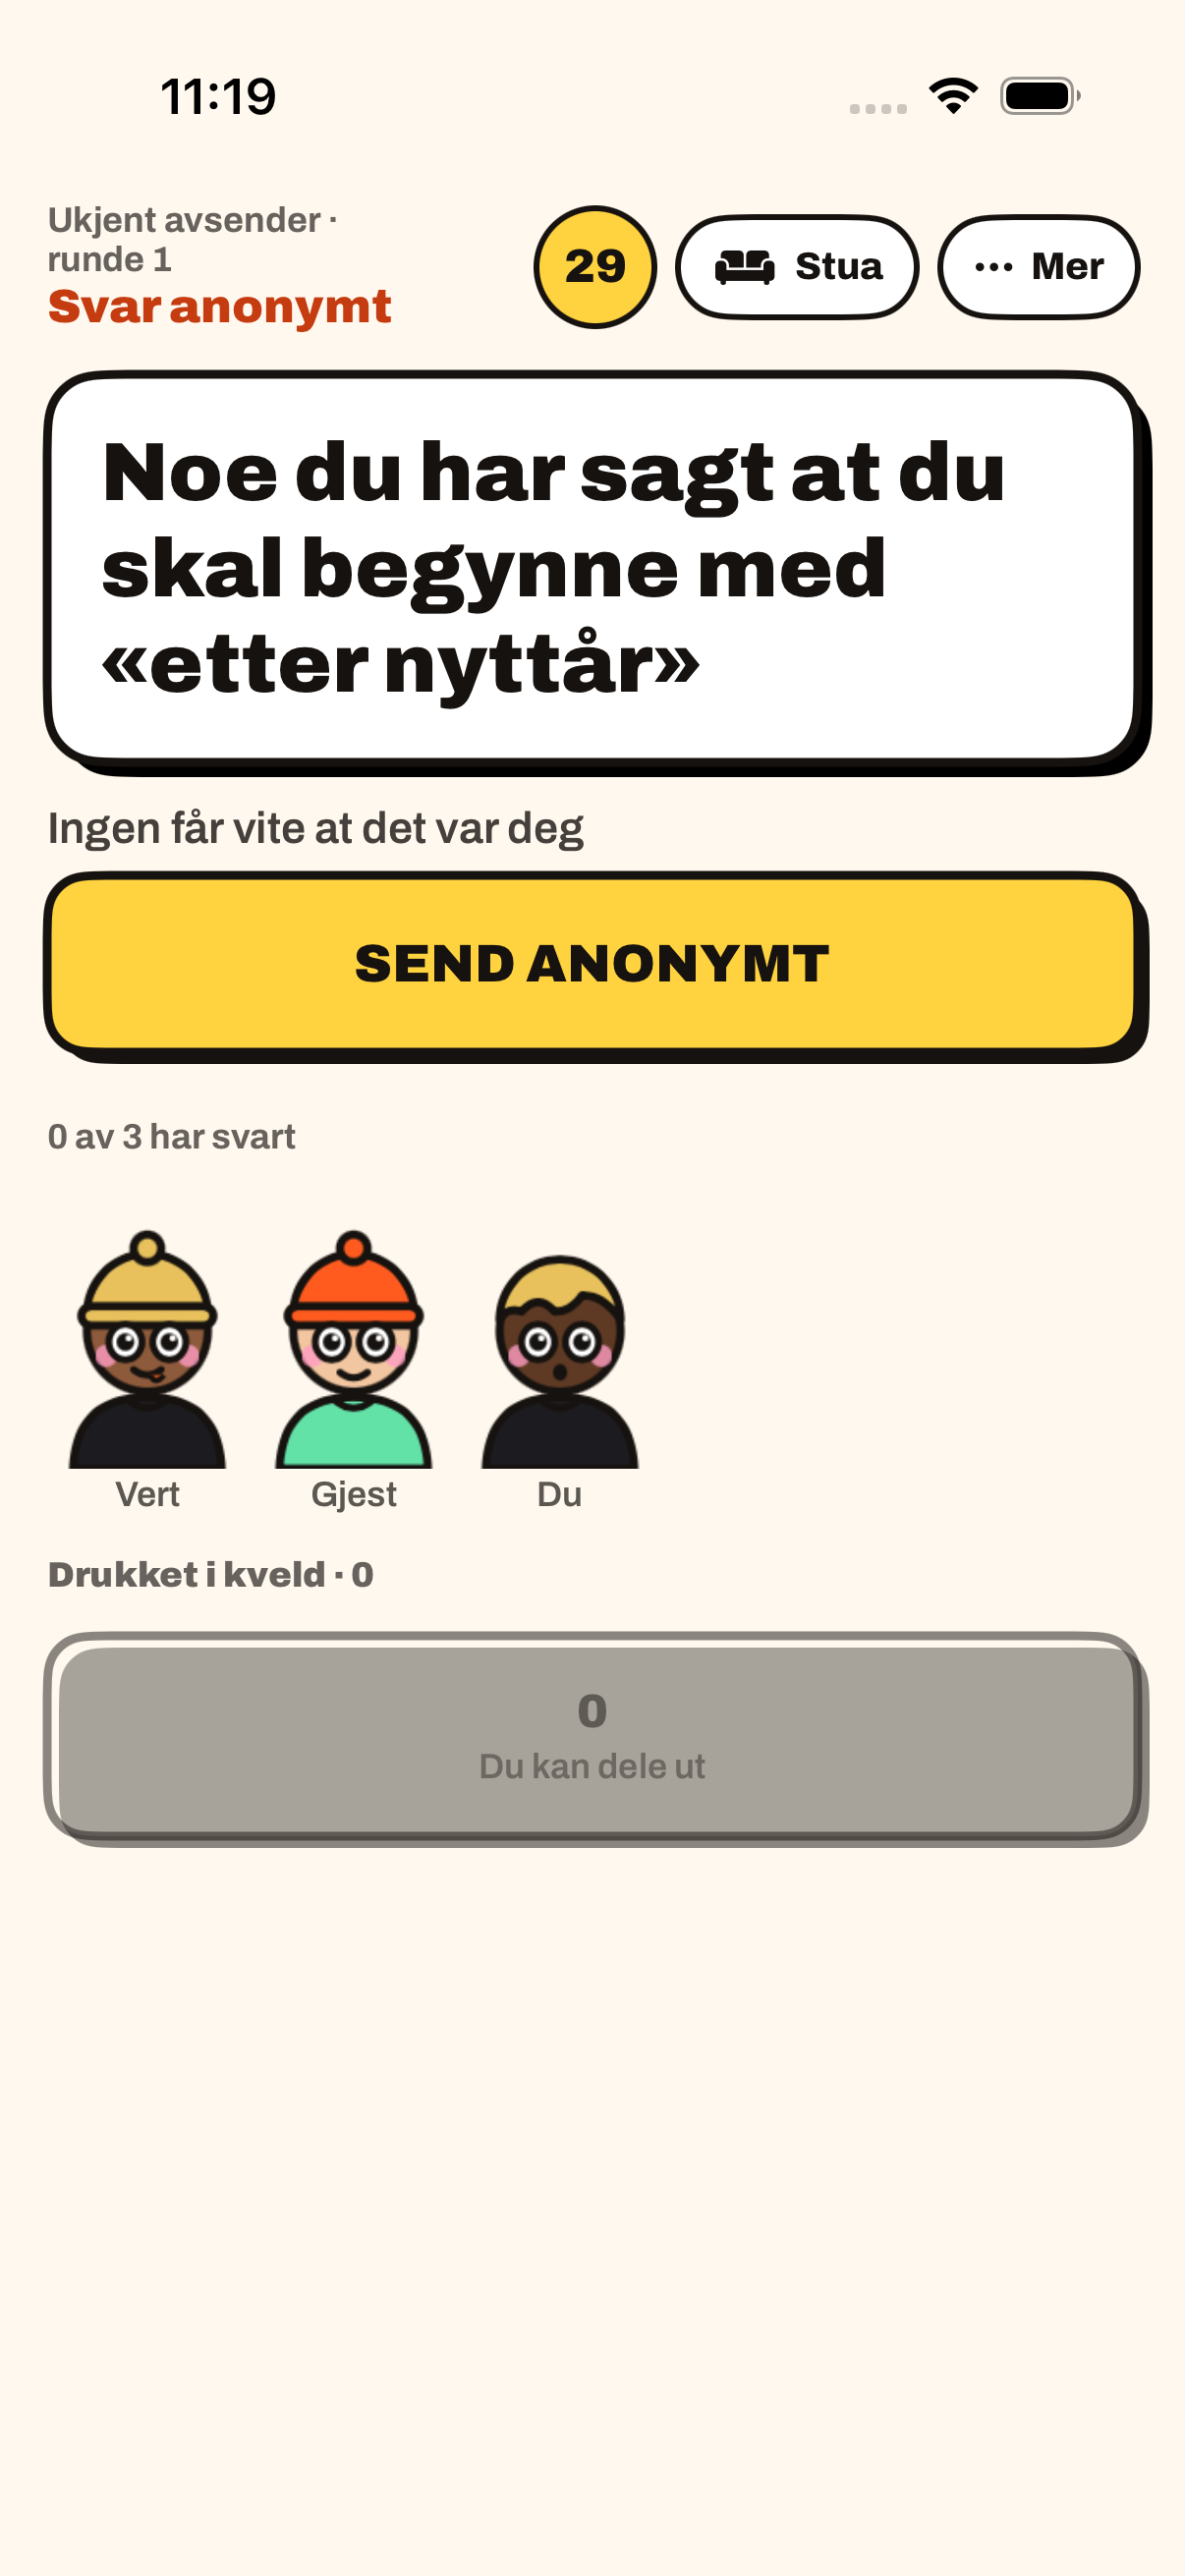 11:19
Ukjent avsender ·
runde 1
Svar anonymt
29
Stua
Mer
Noe du har sagt at du
skal begynne med
«etter nyttår»
Ingen får vite at det var deg
SEND ANONYMT
0 av 3 har svart
Vert
Gjest
Du
Drukket i kveld · 0
0
Du kan dele ut